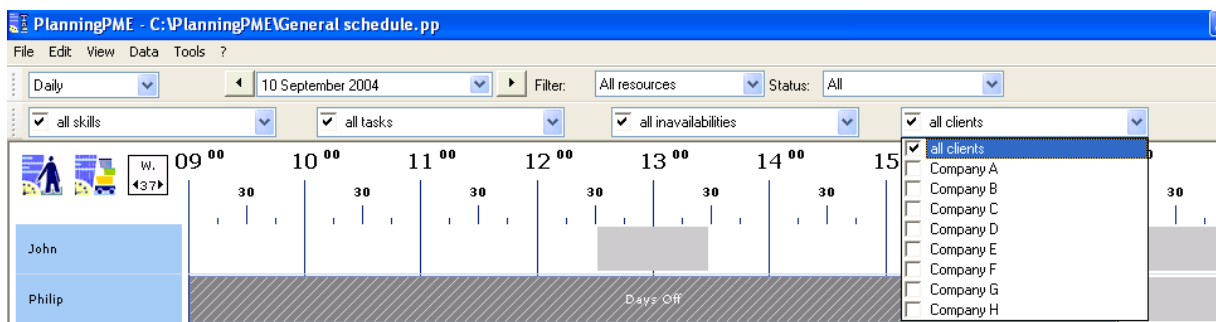 PlanningPME - C:\PlanningPME\General schedule.pp
File Edit View Data Tools ?
Daily 10 September 2004 Filter: All resources Status: All
all skills all tasks all inavailabilities all clients
W. 37
09 00 10 00 11 00 12 00 13 00 14 00 15
30 30 30 30 30 30 30
all clients
Company A
Company B
Company C
Company D
Company E
Company F
Company G
Company H
John
Philip Days Off